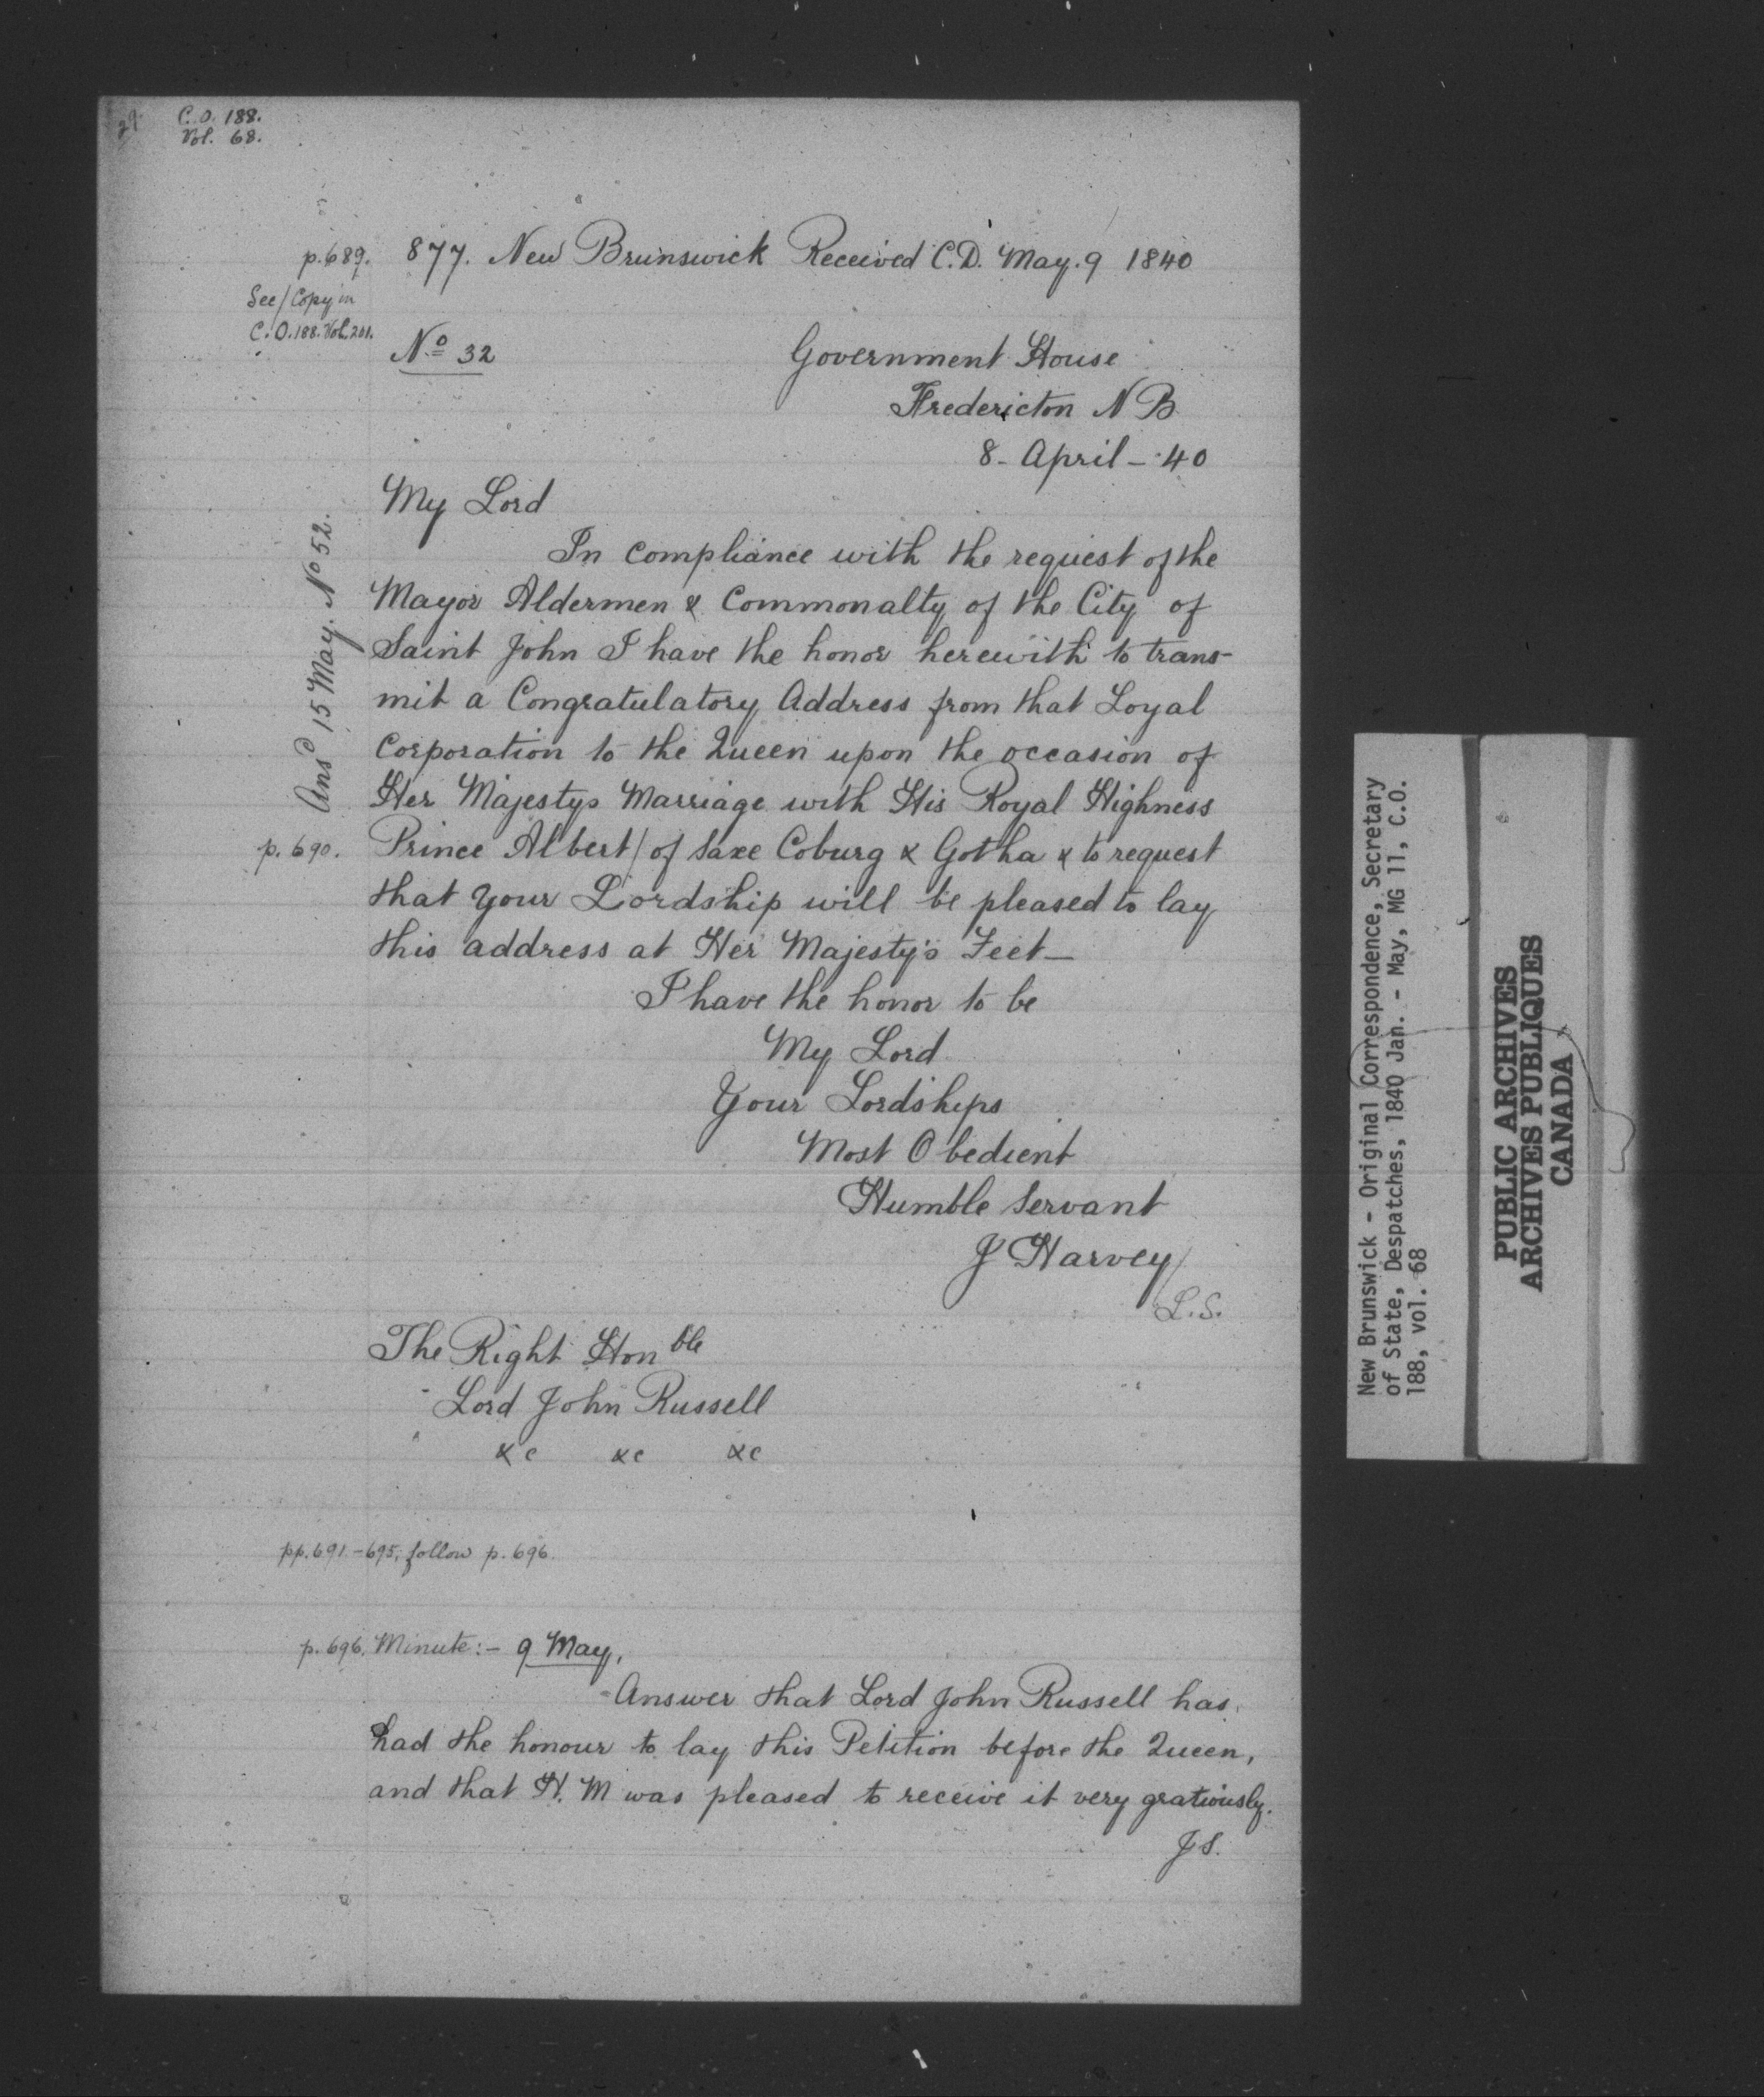 29.
C.O. 188.
Vol. 68.
p.689. 877. New Brunswick Received C.D. May. 9 1840
See/Copy in
C.O.188.Vol.201.
No 32
Government House
Fredericton N B
8 - April - 40
My Lord
Ansd 15 May. No 52.
In compliance with the request of the
Mayor Aldermen & Commonalty of the City of
Saint John I have the honor herewith to trans-
mit a Congratulatory Address from that Loyal
Corporation to the Queen upon the occasion of
Her Majestys Marriage with His Royal Highness
p. 690. Prince Albert/ of Saxe Coburg & Gotha & to request
that your Lordship will be pleased to lay
this address at Her Majesty's Feet—
I have the honor to be
My Lord
Your Lordships
Most Obedient
Humble Servant
J Harvey
L.S.
The Right Honble
Lord John Russell
&c &c &c
pp. 691-695, follow p. 696.
p. 696. Minute:- 9 May,
Answer that Lord John Russell has
had the honour to lay this Petition before the Queen,
and that H. M was pleased to receive it very gratiously.
J S.
New Brunswick - Original Correspondence, Secretary
of State, Despatches, 1840 Jan. - May, MG 11, C.O.
188, vol. 68
PUBLIC ARCHIVES
ARCHIVES PUBLIQUES
CANADA